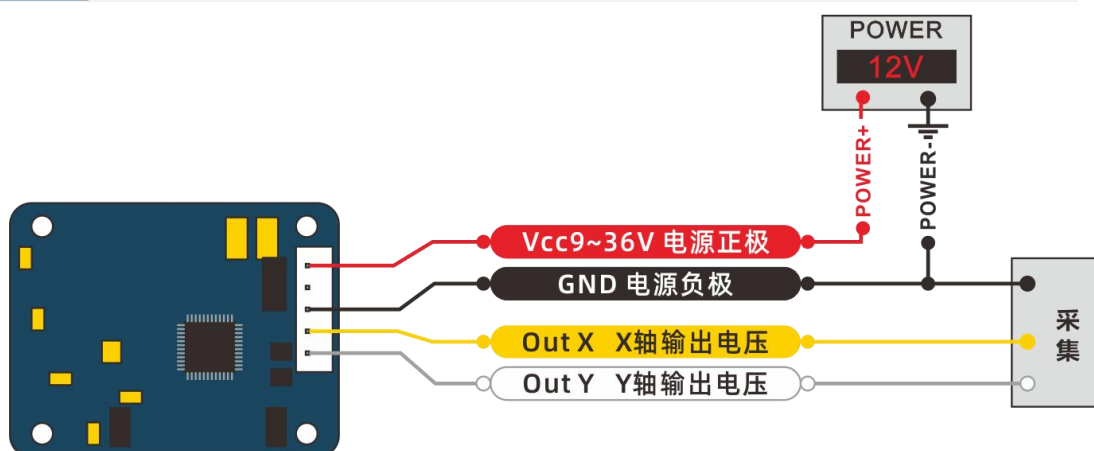 POWER
12V
POWER+
POWER-
Vcc9~36V 电源正极
GND 电源负极
Out X X轴输出电压
Out Y Y轴输出电压
采集